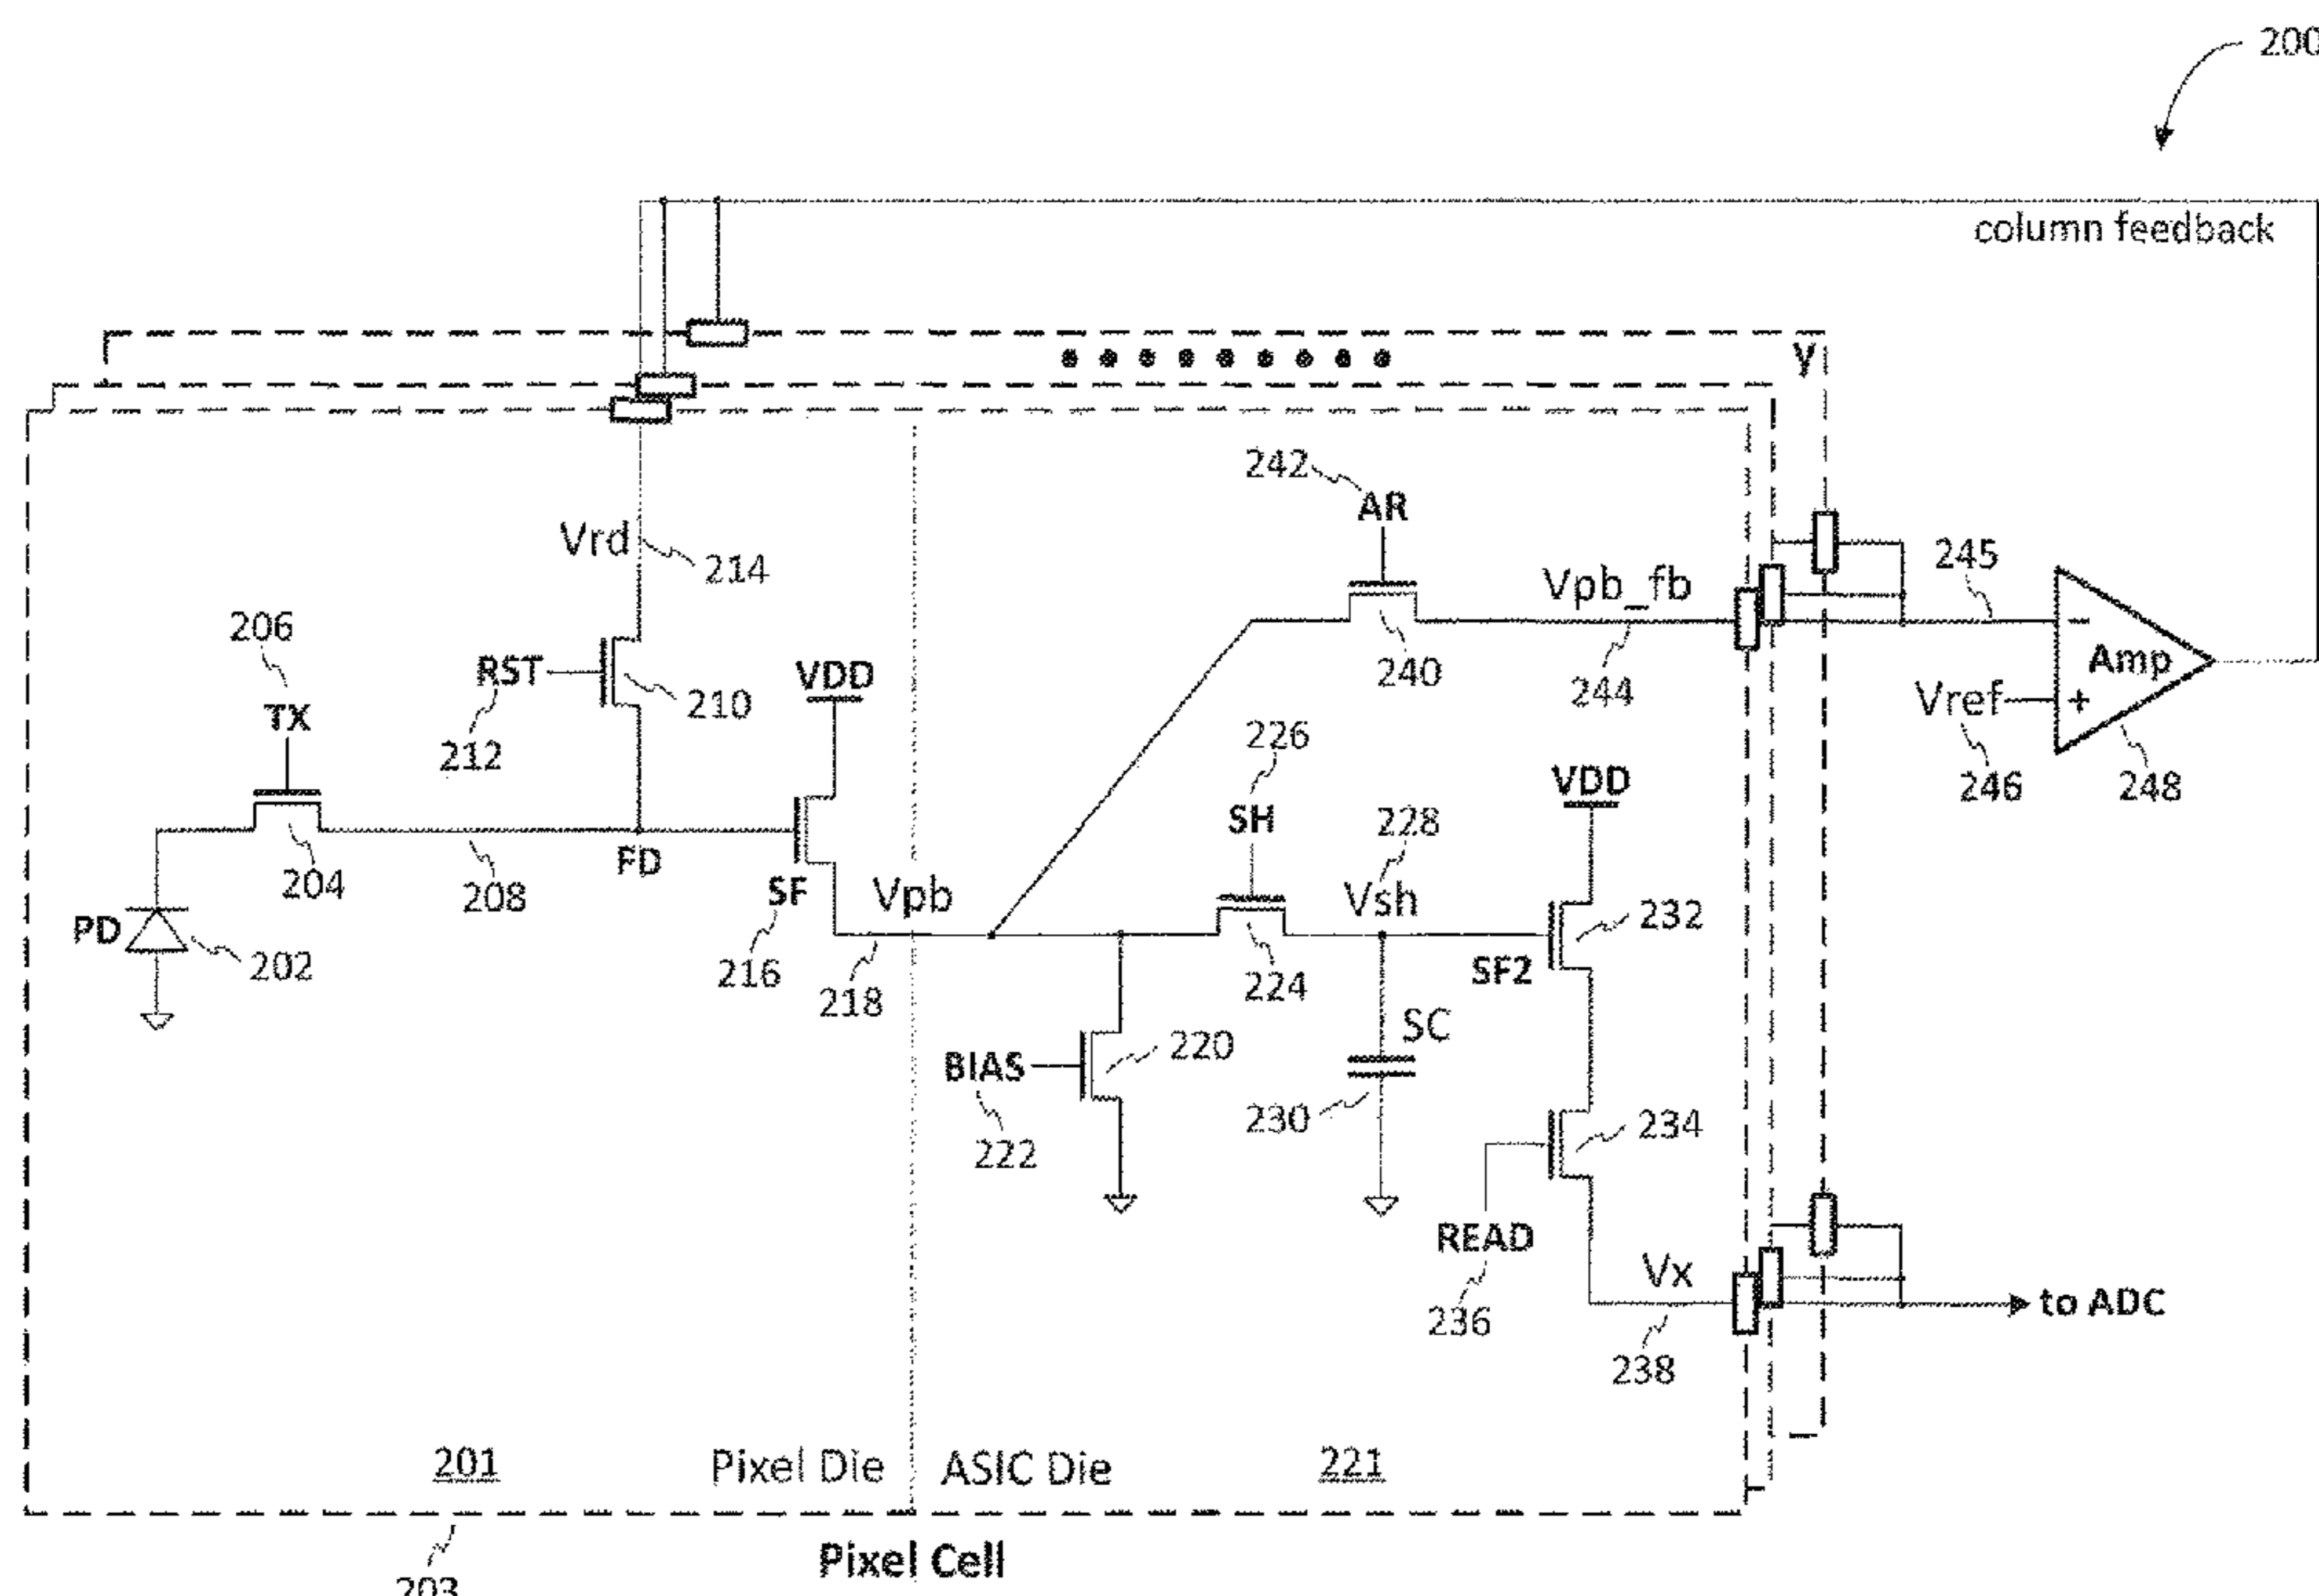 200
column feedback
y
242
AR
Vrd
214
Vpb_fb
245
206
RST
210
VDD
240
244
Amp
-
Vref
+
TX
212
226
246
248
SH
VDD
228
204
208
FD
SF
Vpb
Vsh
232
PD
202
216
218
224
SF2
SC
BIAS
220
230
234
222
READ
Vx
236
to ADC
238
201
Pixel Die
ASIC Die
221
Pixel Cell
203